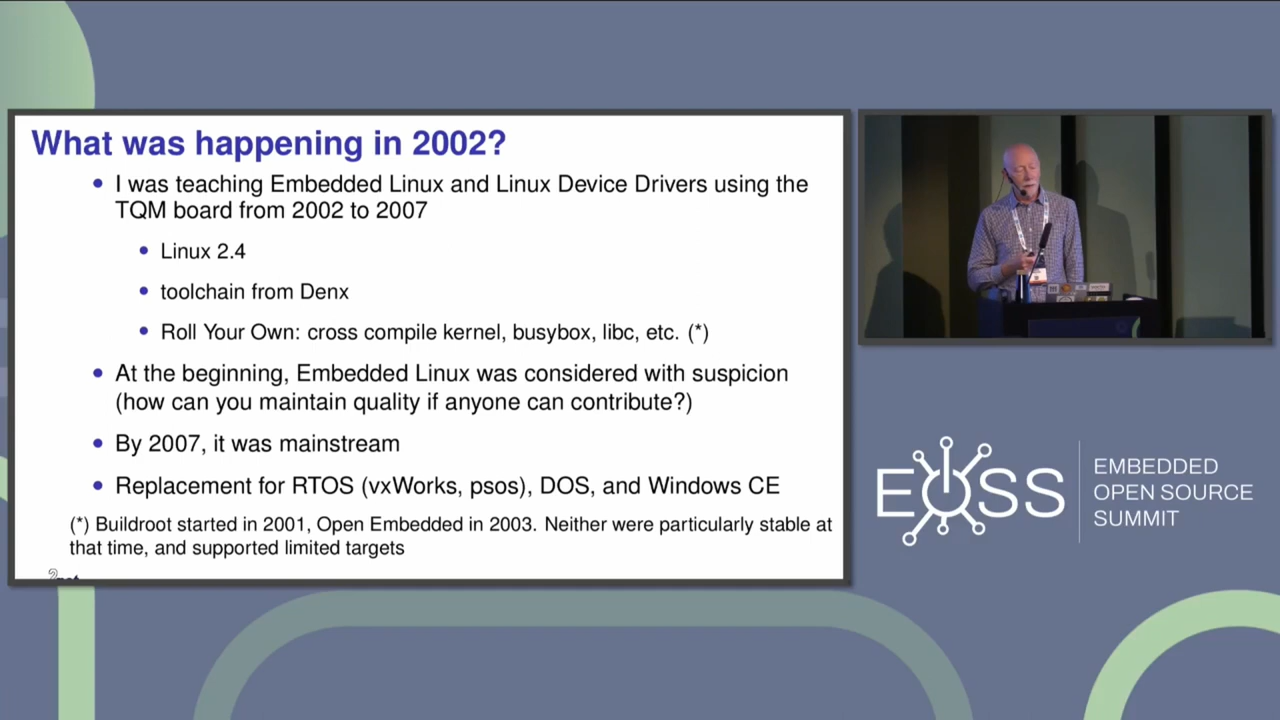 What was happening in 2002?
• I was teaching Embedded Linux and Linux Device Drivers using the
TQM board from 2002 to 2007
• Linux 2.4
• toolchain from Denx
• Roll Your Own: cross compile kernel, busybox, libc, etc. (*)
• At the beginning, Embedded Linux was considered with suspicion
(how can you maintain quality if anyone can contribute?)
• By 2007, it was mainstream
• Replacement for RTOS (vxWorks, psos), DOS, and Windows CE
(*) Buildroot started in 2001, Open Embedded in 2003. Neither were particularly stable at
that time, and supported limited targets
EOSS
EMBEDDED
OPEN SOURCE
SUMMIT